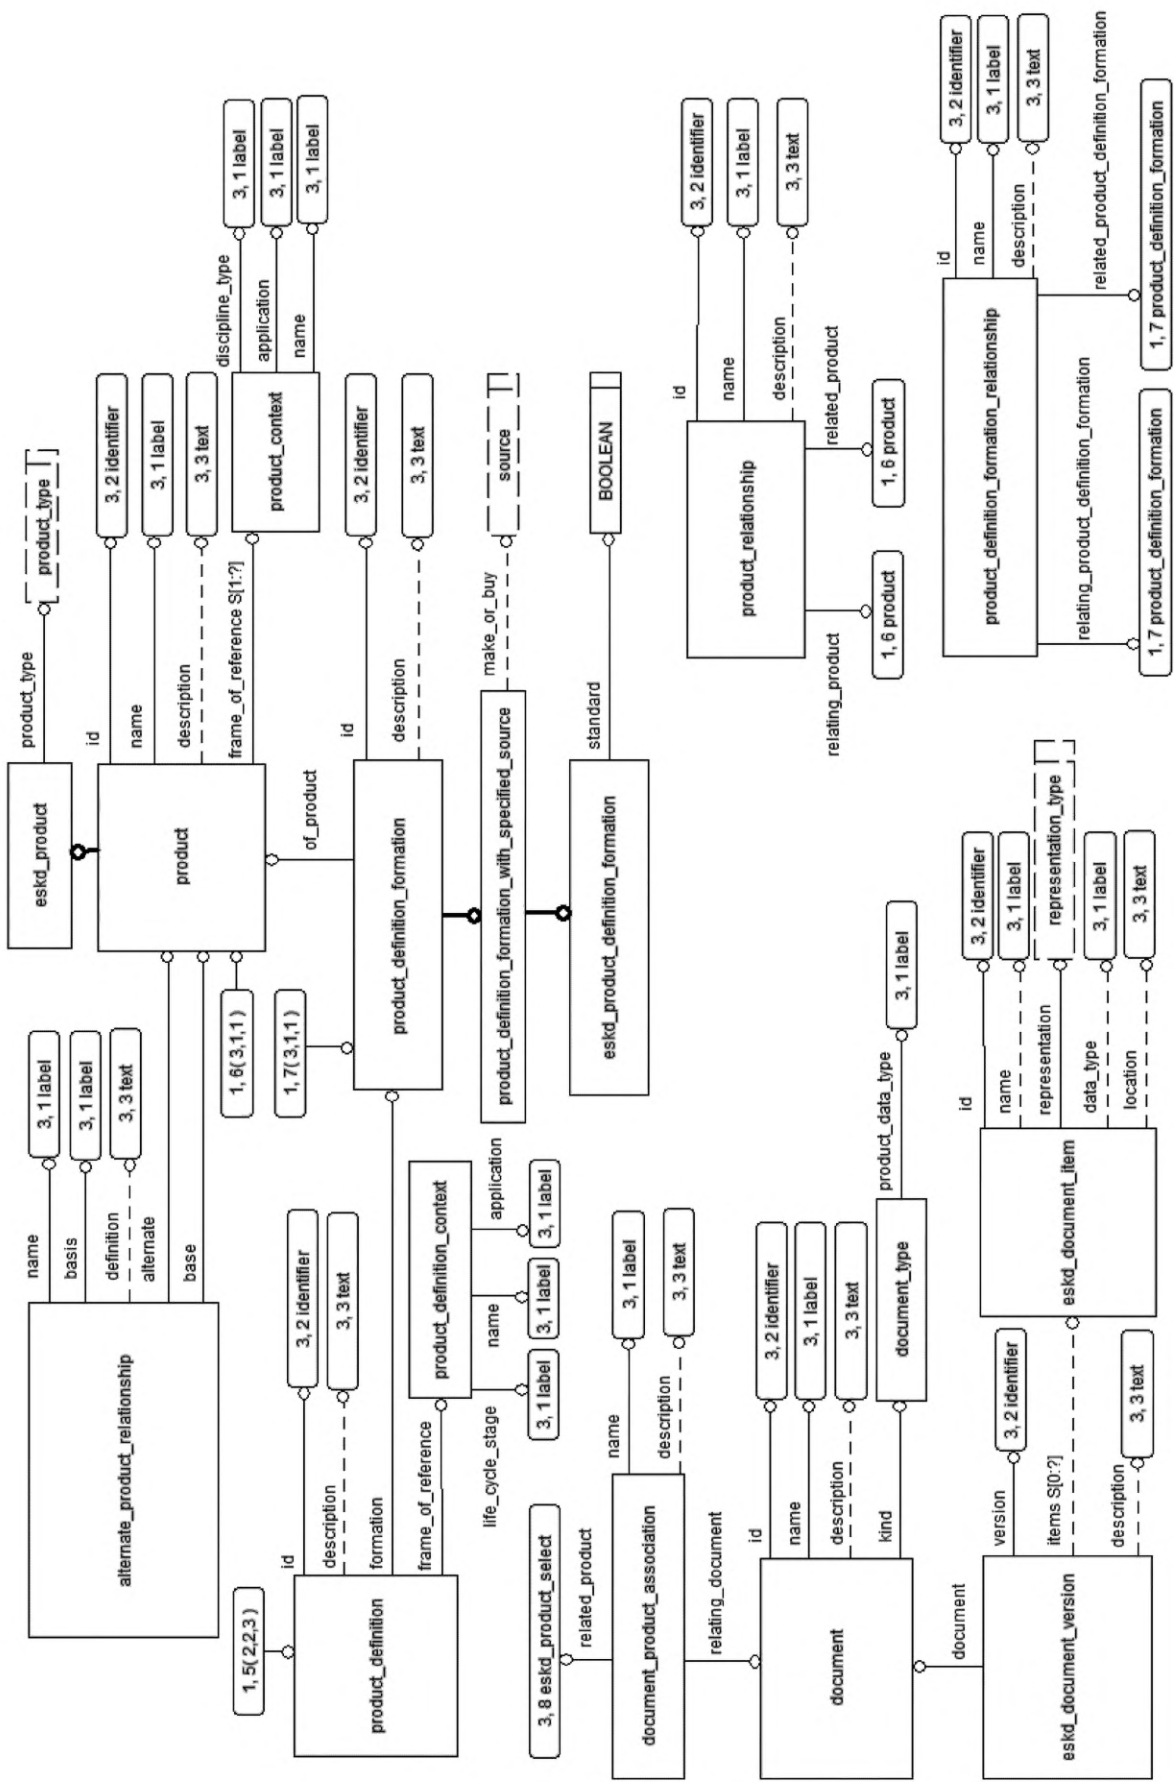 alternate_product_relationship
name
3, 1 label
basis
3, 1 label
definition
3, 3 text
alternate
base
eskd_product
product_type
product_type
product
id
3, 2 identifier
name
3, 1 label
description
3, 3 text
frame_of_reference S[1:?]
product_context
discipline_type
3, 1 label
application
3, 1 label
name
3, 1 label
1, 6( 3,1,1 )
1, 7( 3,1,1 )
of_product
1, 5( 2,2,3 )
product_definition
id
3, 2 identifier
description
3, 3 text
formation
frame_of_reference
product_definition_context
life_cycle_stage
3, 1 label
name
3, 1 label
application
3, 1 label
product_definition_formation
id
3, 2 identifier
description
3, 3 text
product_definition_formation_with_specified_source
make_or_buy
source
eskd_product_definition_formation
standard
BOOLEAN
3, 8 eskd_product_select
related_product
document_product_association
name
3, 1 label
description
3, 3 text
relating_document
document
id
3, 2 identifier
name
3, 1 label
description
3, 3 text
kind
document_type
product_data_type
3, 1 label
document
eskd_document_version
version
3, 2 identifier
items S[0:?]
description
3, 3 text
eskd_document_item
id
3, 2 identifier
name
3, 1 label
representation
representation_type
data_type
3, 1 label
location
3, 3 text
product_relationship
id
3, 2 identifier
name
3, 1 label
description
3, 3 text
relating_product
1, 6 product
related_product
1, 6 product
product_definition_formation_relationship
id
3, 2 identifier
name
3, 1 label
description
3, 3 text
relating_product_definition_formation
1, 7 product_definition_formation
related_product_definition_formation
1, 7 product_definition_formation